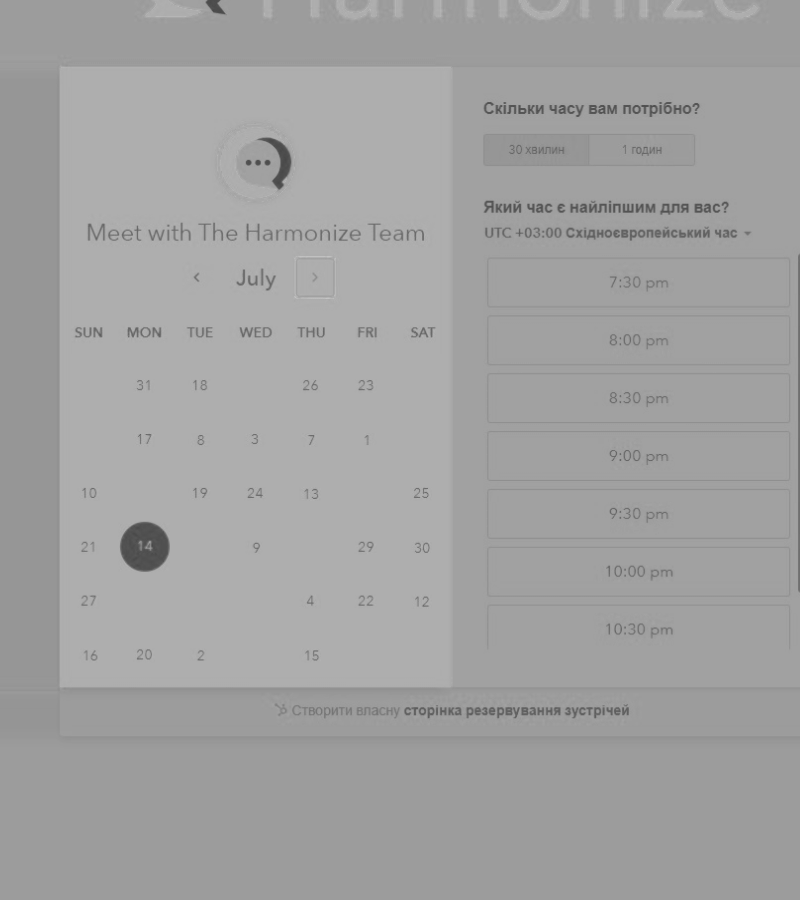 Harmonize
Скільки часу вам потрібно?
30 хвилин 1 годин
Meet with The Harmonize Team
Який час є найліпшим для вас?
UTC +03:00 Східноєвропейський час
July
7:30 pm
SUN MON TUE WED THU FRI SAT
8:00 pm
31 18 26 23
8:30 pm
17 8 3 7 1
9:00 pm
10 19 24 13 25
9:30 pm
21 14 9 29 30
10:00 pm
27 4 22 12
10:30 pm
16 20 2 15
Створити власну сторінка резервування зустрічей